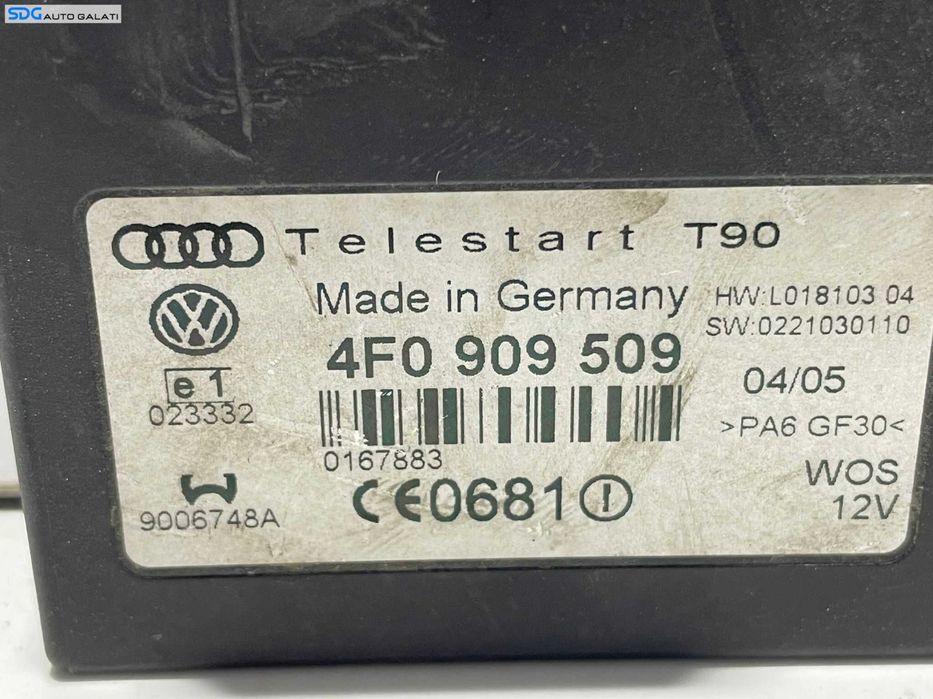 SDG AUTO GALATI
Telestart T90
Made in Germany
HW:L018103 04
SW:0221030110
4F0 909 509
e1
023332
04/05
>PA6 GF30<
0167883
WOS
12V
9006748A
CE0681